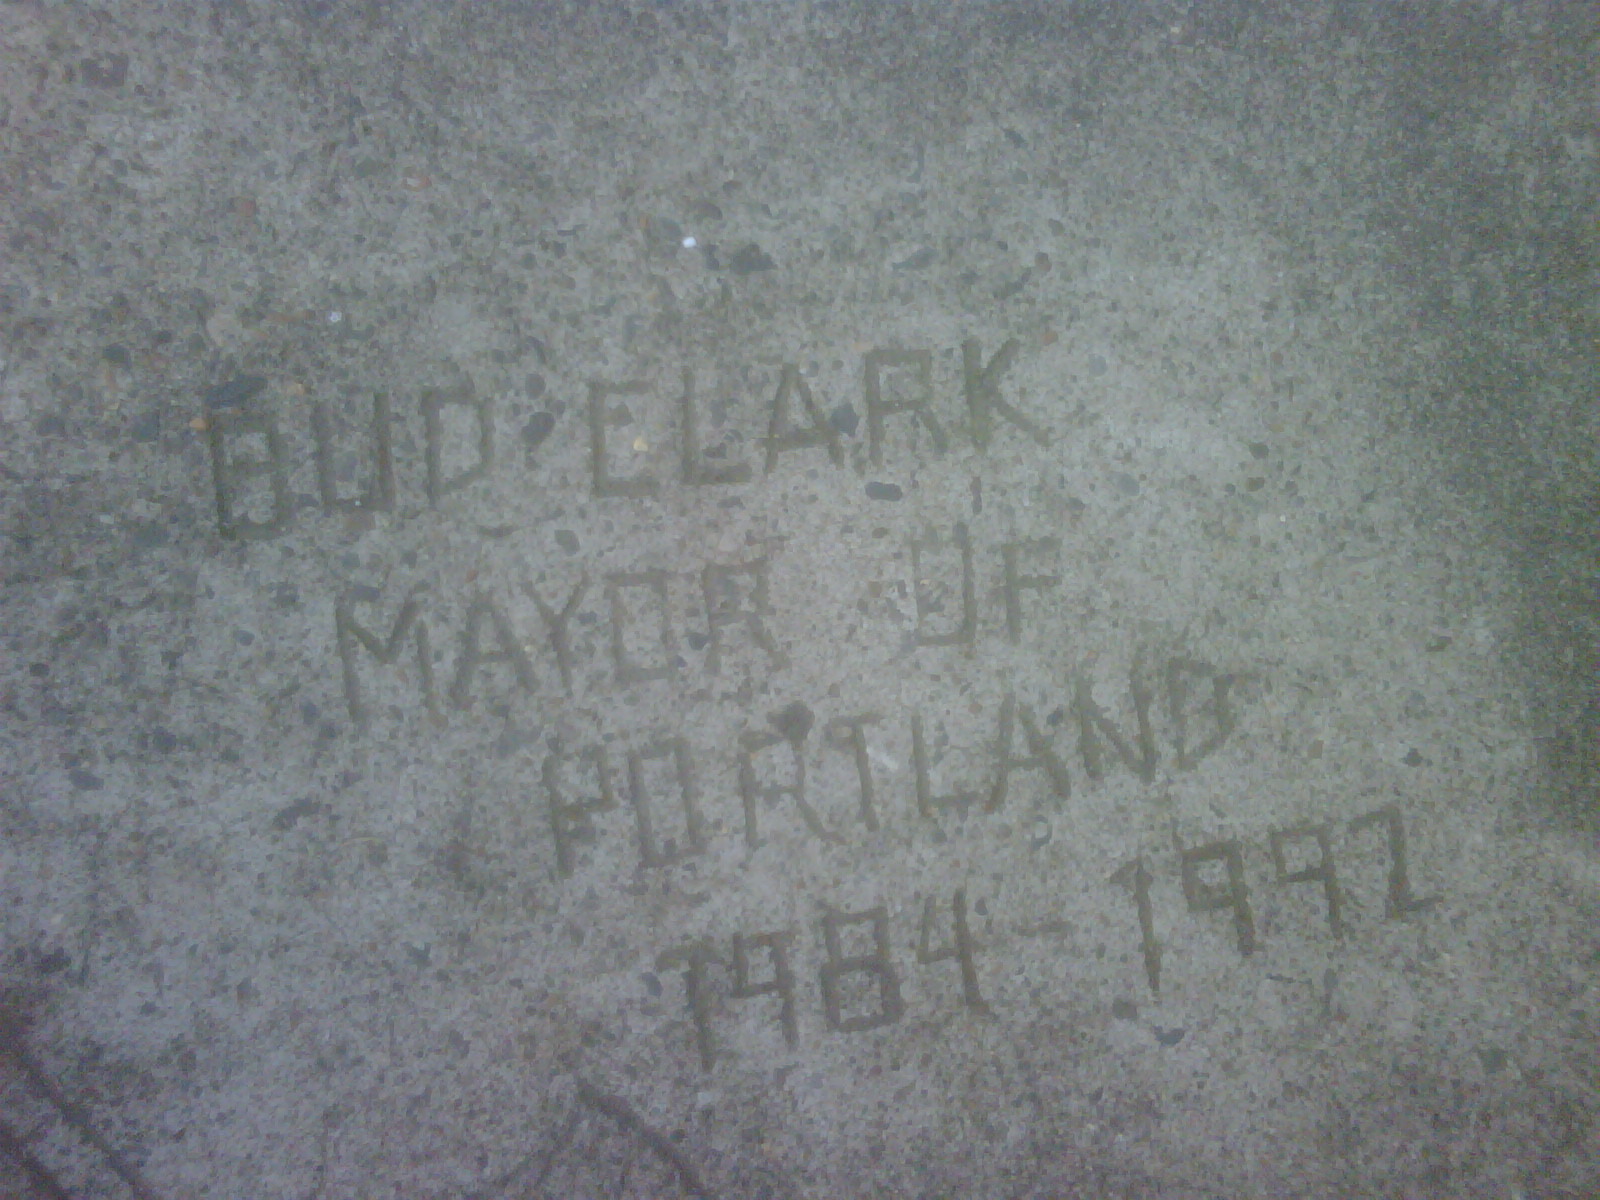 BUD CLARK
MAYOR OF
PORTLAND
1984-1992